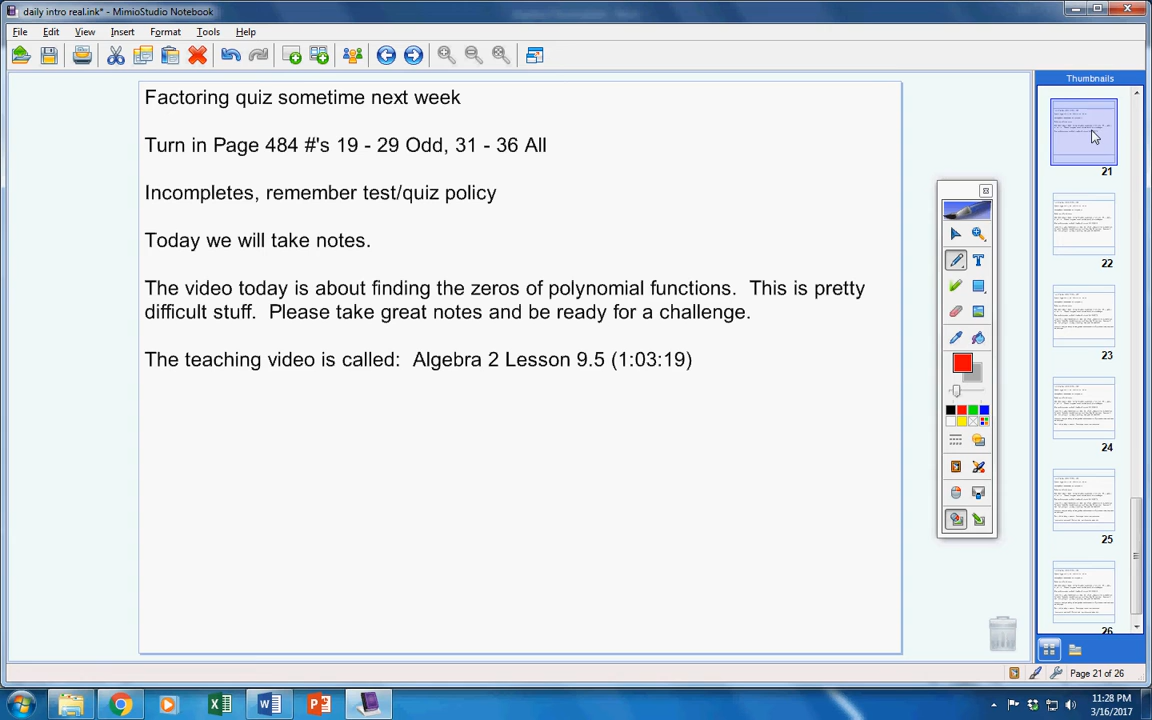 daily intro real.ink* - MimioStudio Notebook
File Edit View Insert Format Tools Help
Thumbnails
Factoring quiz sometime next week
Turn in Page 484 #'s 19 - 29 Odd, 31 - 36 All
Incompletes, remember test/quiz policy
Today we will take notes.
The video today is about finding the zeros of polynomial functions. This is pretty
difficult stuff. Please take great notes and be ready for a challenge.
The teaching video is called: Algebra 2 Lesson 9.5 (1:03:19)
21
22
23
24
25
26
Page 21 of 26
11:28 PM
3/16/2017